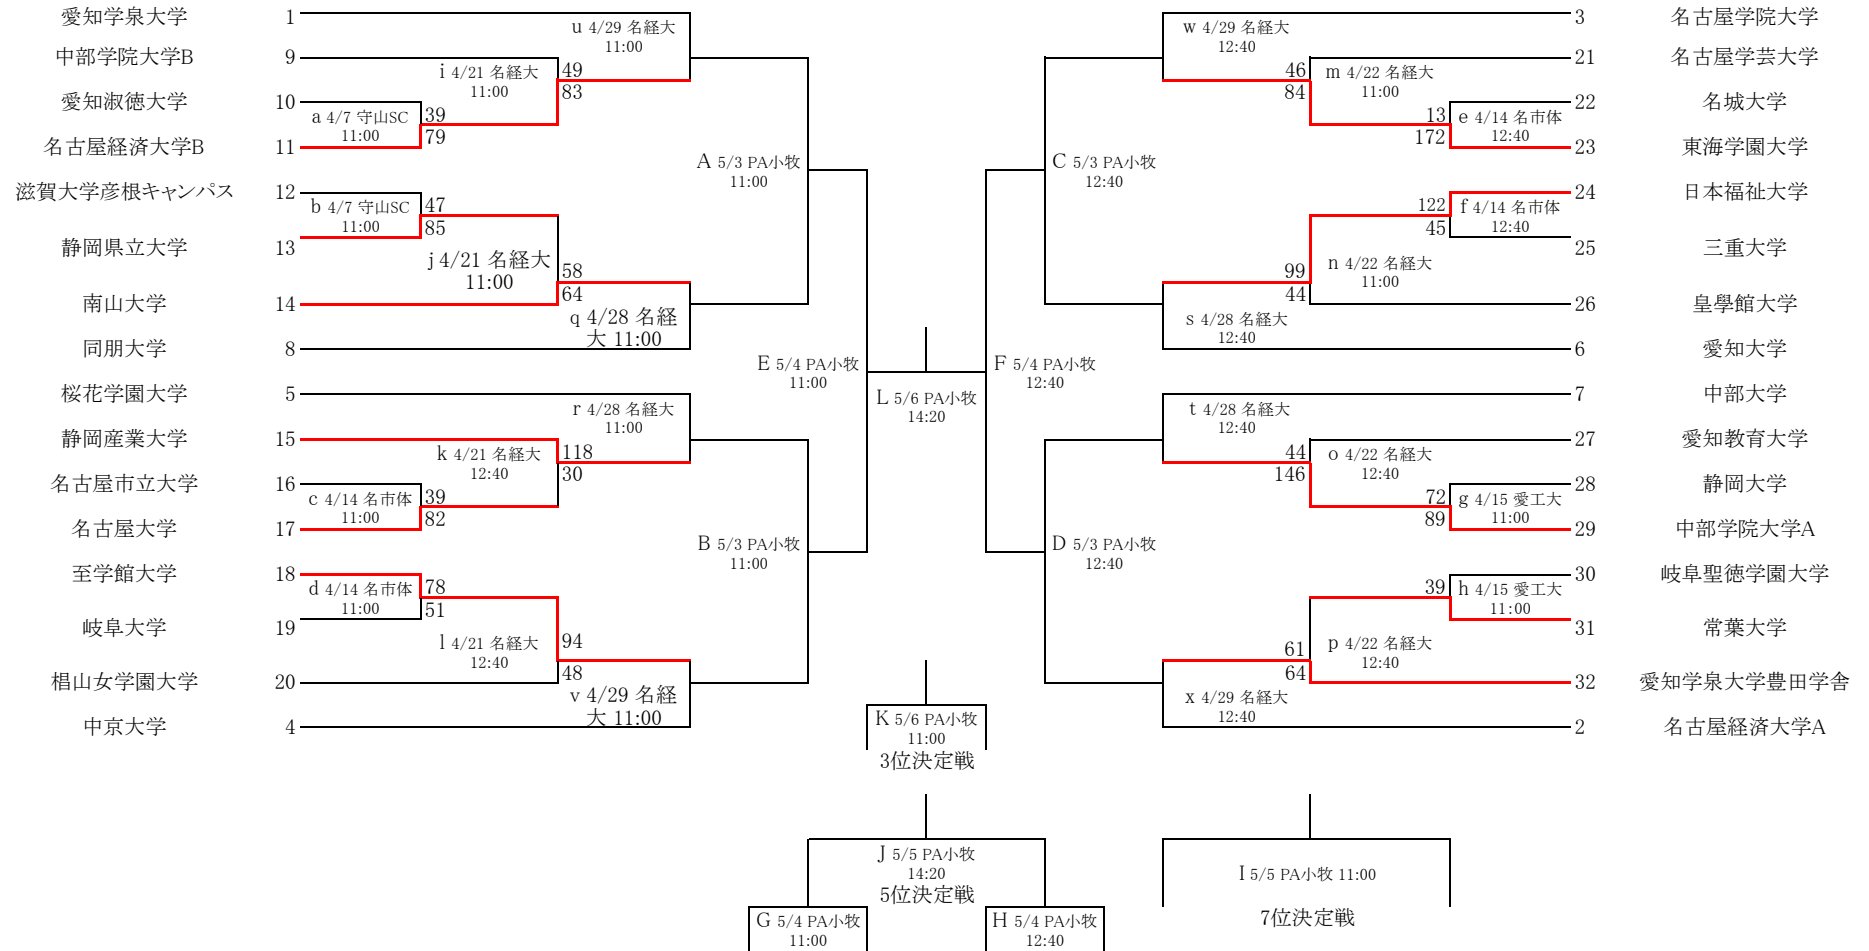 愛知学泉大学 1
u 4/29 名経大
11:00
中部学院大学B 9
i 4/21 名経大
11:00
49
83
愛知淑徳大学 10
a 4/7 守山SC
11:00
39
79
名古屋経済大学B 11
A 5/3 PA小牧
11:00
滋賀大学彦根キャンパス 12
b 4/7 守山SC
11:00
47
85
静岡県立大学 13
j 4/21 名経大
11:00
58
64
南山大学 14
q 4/28 名経
大 11:00
同朋大学 8
E 5/4 PA小牧
11:00
桜花学園大学 5
r 4/28 名経大
11:00
静岡産業大学 15
k 4/21 名経大
12:40
118
30
名古屋市立大学 16
c 4/14 名市体
11:00
39
82
名古屋大学 17
B 5/3 PA小牧
11:00
至学館大学 18
d 4/14 名市体
11:00
78
51
岐阜大学 19
l 4/21 名経大
12:40
94
48
椙山女学園大学 20
v 4/29 名経
大 11:00
中京大学 4
L 5/6 PA小牧
14:20
3 名古屋学院大学
w 4/29 名経大
12:40
21 名古屋学芸大学
46
84
m 4/22 名経大
11:00
22 名城大学
13
172
e 4/14 名市体
12:40
23 東海学園大学
C 5/3 PA小牧
12:40
24 日本福祉大学
122
45
f 4/14 名市体
12:40
25 三重大学
99
44
n 4/22 名経大
11:00
26 皇學館大学
s 4/28 名経大
12:40
6 愛知大学
F 5/4 PA小牧
12:40
7 中部大学
t 4/28 名経大
12:40
27 愛知教育大学
44
146
o 4/22 名経大
12:40
28 静岡大学
72
89
g 4/15 愛工大
11:00
29 中部学院大学A
D 5/3 PA小牧
12:40
30 岐阜聖徳学園大学
39
h 4/15 愛工大
11:00
31 常葉大学
61
64
p 4/22 名経大
12:40
32 愛知学泉大学豊田学舎
x 4/29 名経大
12:40
2 名古屋経済大学A
K 5/6 PA小牧
11:00
3位決定戦
J 5/5 PA小牧
14:20
5位決定戦
G 5/4 PA小牧
11:00
H 5/4 PA小牧
12:40
I 5/5 PA小牧 11:00
7位決定戦